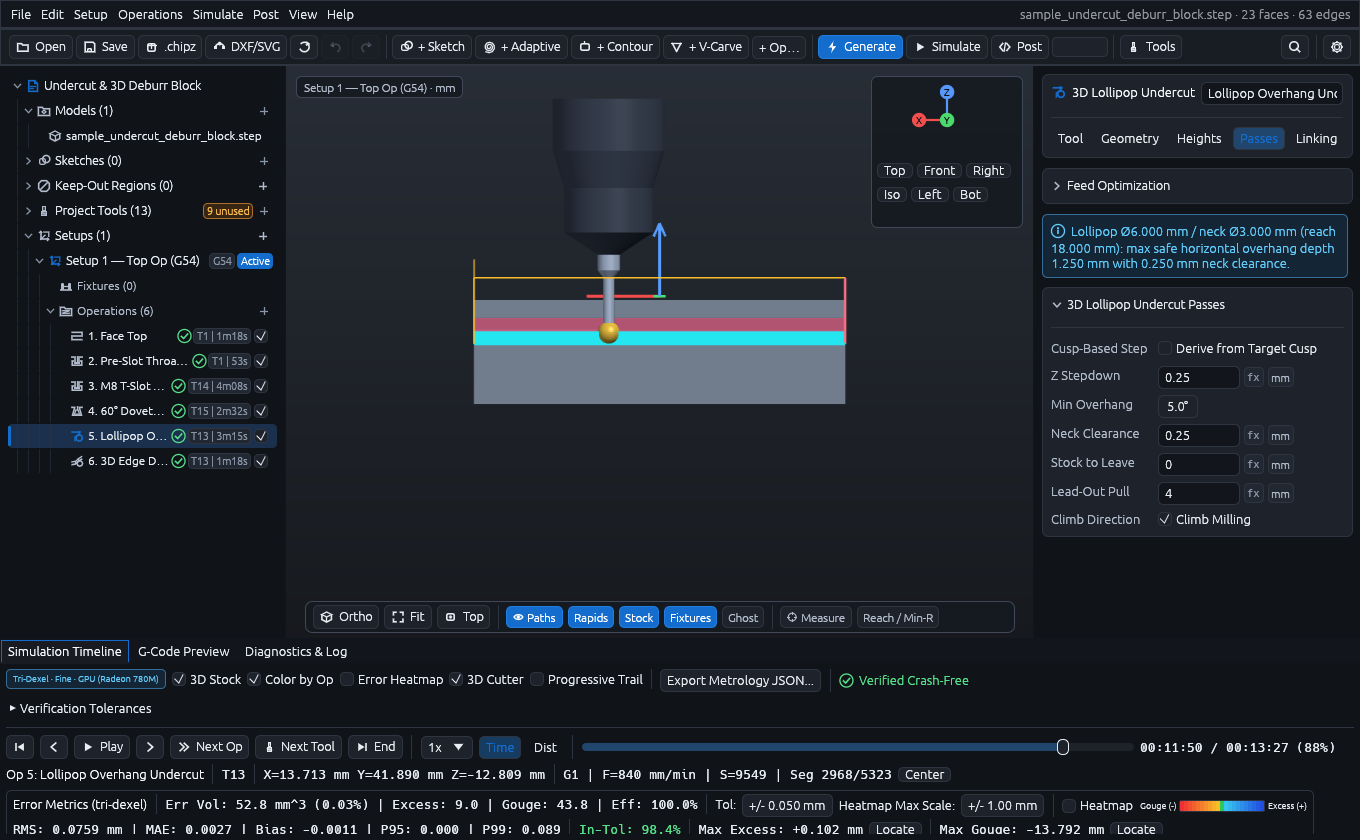 File Edit Setup Operations Simulate Post View Help
sample_undercut_deburr_block.step · 23 faces · 63 edges
Open Save .chipz DXF/SVG + Sketch + Adaptive + Contour + V-Carve + Op... Generate Simulate Post Tools
Undercut & 3D Deburr Block
Models (1)
sample_undercut_deburr_block.step
Sketches (0)
Keep-Out Regions (0)
Project Tools (13) 9 unused
Setups (1)
Setup 1 — Top Op (G54) G54 Active
Fixtures (0)
Operations (6)
1. Face Top T1 | 1m18s
2. Pre-Slot Throa... T1 | 53s
3. M8 T-Slot ... T14 | 4m08s
4. 60° Dovet... T15 | 2m32s
5. Lollipop O... T13 | 3m15s
6. 3D Edge D... T13 | 1m18s
Setup 1 — Top Op (G54) · mm
Z
X Y
Top Front Right
Iso Left Bot
Ortho Fit Top Paths Rapids Stock Fixtures Ghost Measure Reach / Min-R
3D Lollipop Undercut Lollipop Overhang Und
Tool Geometry Heights Passes Linking
Feed Optimization
Lollipop Ø6.000 mm / neck Ø3.000 mm (reach
18.000 mm): max safe horizontal overhang depth
1.250 mm with 0.250 mm neck clearance.
3D Lollipop Undercut Passes
Cusp-Based Step Derive from Target Cusp
Z Stepdown 0.25 fx mm
Min Overhang 5.0°
Neck Clearance 0.25 fx mm
Stock to Leave 0 fx mm
Lead-Out Pull 4 fx mm
Climb Direction Climb Milling
Simulation Timeline G-Code Preview Diagnostics & Log
Tri-Dexel · Fine · GPU (Radeon 780M) 3D Stock Color by Op Error Heatmap 3D Cutter Progressive Trail Export Metrology JSON... Verified Crash-Free
Verification Tolerances
Play Next Op Next Tool End 1x Time Dist 00:11:50 / 00:13:27 (88%)
Op 5: Lollipop Overhang Undercut T13 X=13.713 mm Y=41.890 mm Z=-12.809 mm G1 | F=840 mm/min | S=9549 | Seg 2968/5323 Center
Error Metrics (tri-dexel) Err Vol: 52.8 mm^3 (0.03%) | Excess: 9.0 | Gouge: 43.8 | Eff: 100.0% Tol: +/- 0.050 mm Heatmap Max Scale: +/- 1.00 mm Heatmap Gouge (-) Excess (+)
RMS: 0.0759 mm | MAE: 0.0027 | Bias: -0.0011 | P95: 0.000 | P99: 0.089 In-Tol: 98.4% Max Excess: +0.102 mm Locate Max Gouge: -13.792 mm Locate